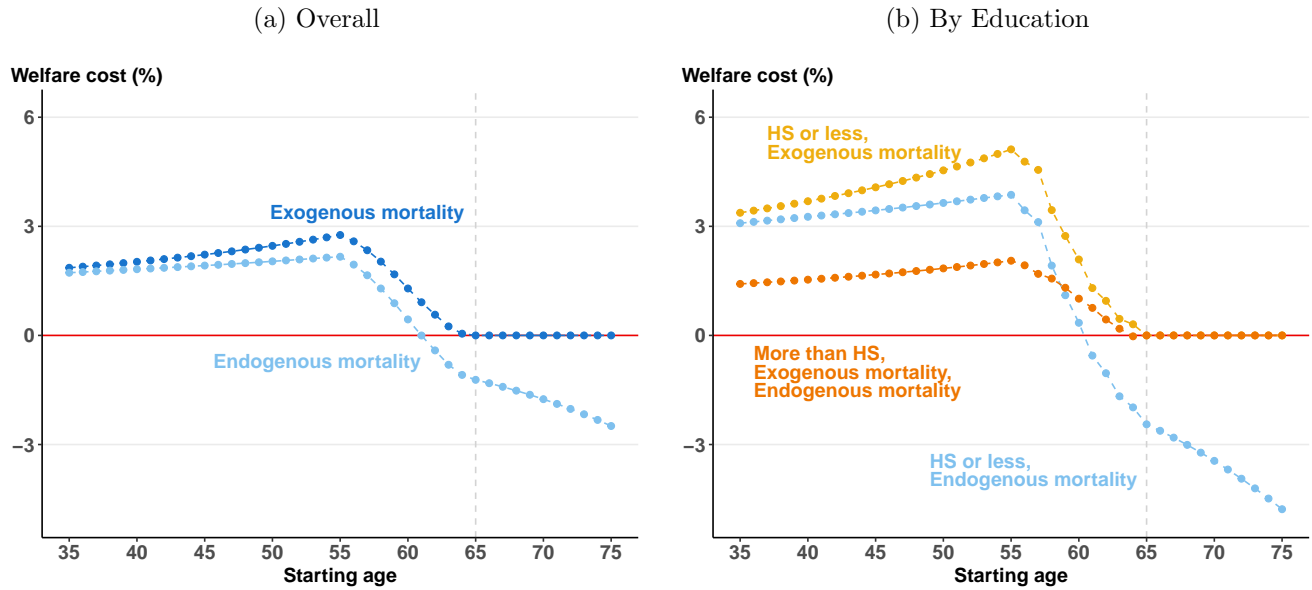 (a) Overall
Welfare cost (%)
6
3
0
−3
Exogenous mortality
Endogenous mortality
35 40 45 50 55 60 65 70 75
Starting age
(b) By Education
Welfare cost (%)
6
3
0
−3
HS or less,
Exogenous mortality
More than HS,
Exogenous mortality,
Endogenous mortality
HS or less,
Endogenous mortality
35 40 45 50 55 60 65 70 75
Starting age